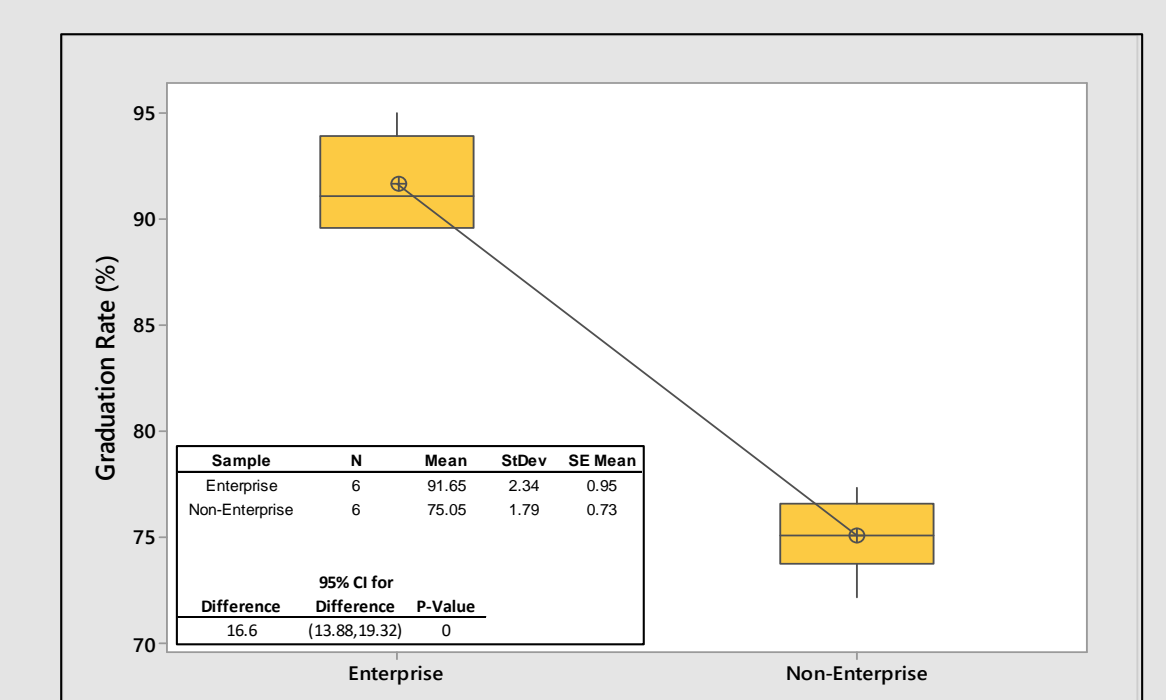 95
90
85
80
75
70
Graduation Rate (%)
Sample N Mean StDev SE Mean
Enterprise 6 91.65 2.34 0.95
Non-Enterprise 6 75.05 1.79 0.73
95% CI for
Difference Difference P-Value
16.6 (13.88,19.32) 0
Enterprise Non-Enterprise